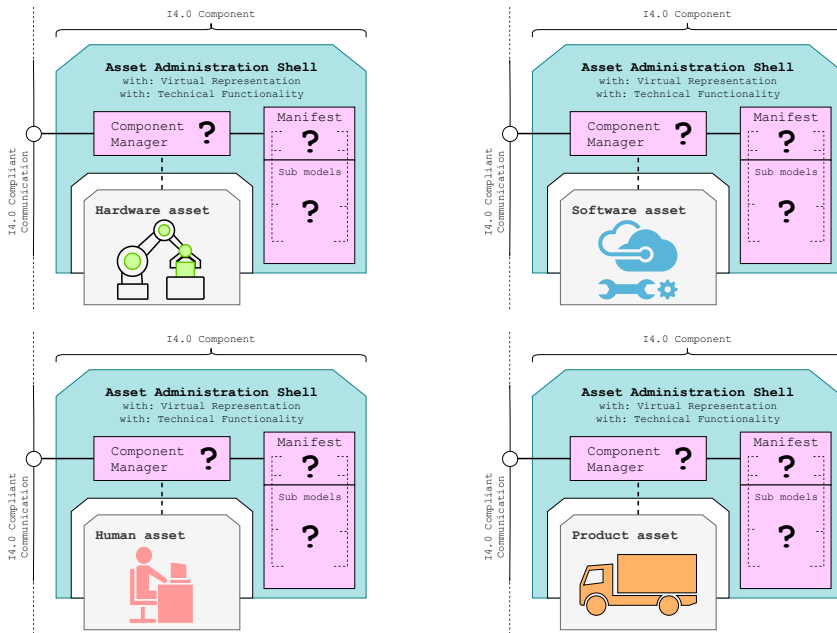 I4.0 Component
Asset Administration Shell
with: Virtual Representation
with: Technical Functionality
I4.0 Compliant
Communication
Component
Manager
?
Manifest
?
Sub models
?
Hardware asset
I4.0 Component
Asset Administration Shell
with: Virtual Representation
with: Technical Functionality
I4.0 Compliant
Communication
Component
Manager
?
Manifest
?
Sub models
?
Software asset
I4.0 Component
Asset Administration Shell
with: Virtual Representation
with: Technical Functionality
I4.0 Compliant
Communication
Component
Manager
?
Manifest
?
Sub models
?
Human asset
I4.0 Component
Asset Administration Shell
with: Virtual Representation
with: Technical Functionality
I4.0 Compliant
Communication
Component
Manager
?
Manifest
?
Sub models
?
Product asset